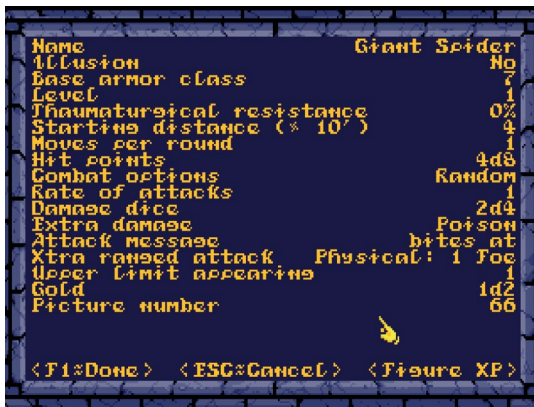 Name Giant Spider
Illusion No
Base armor class 7
Level 1
Thaumaturgical resistance 0%
Starting distance (* 10') 4
Moves per round 1
Hit points 4d8
Combat options Random
Rate of attacks 1
Damage dice 2d4
Extra damage Poison
Attack message bites at
Xtra ranged attack Physical: 1 Foe
Upper limit appearing 1
Gold 1d2
Picture number 66
<F1=Done> <ESC=Cancel> <Figure XP>